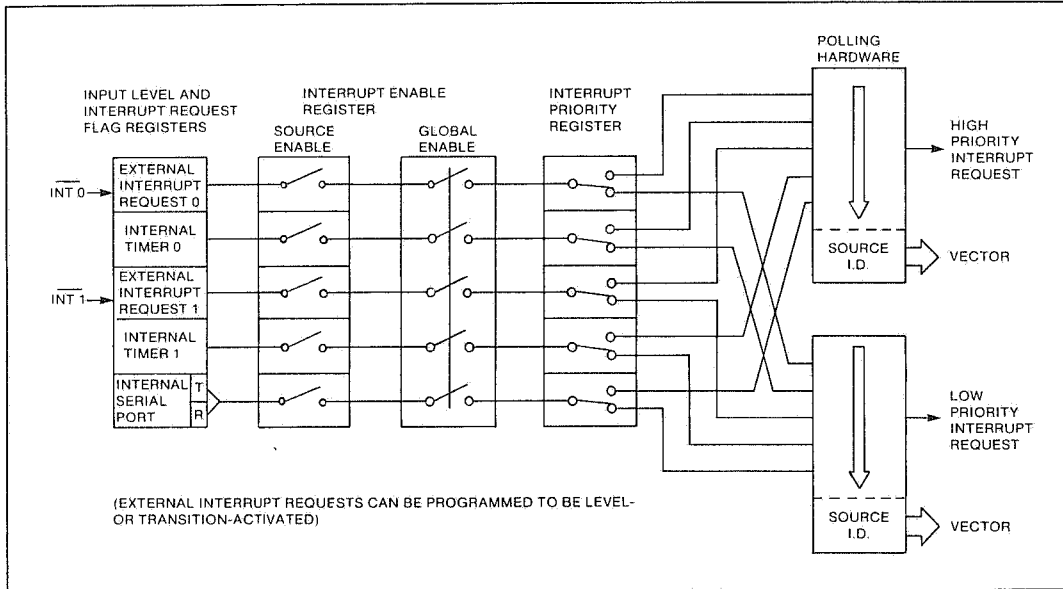 POLLING
HARDWARE
INPUT LEVEL AND
INTERRUPT REQUEST
FLAG REGISTERS
INTERRUPT ENABLE
REGISTER
SOURCE
ENABLE
GLOBAL
ENABLE
INTERRUPT
PRIORITY
REGISTER
INT 0
EXTERNAL
INTERRUPT
REQUEST 0
INTERNAL
TIMER 0
INT 1
EXTERNAL
INTERRUPT
REQUEST 1
INTERNAL
TIMER 1
INTERNAL
SERIAL
PORT
T
R
HIGH
PRIORITY
INTERRUPT
REQUEST
SOURCE
I.D.
VECTOR
LOW
PRIORITY
INTERRUPT
REQUEST
SOURCE
I.D.
VECTOR
(EXTERNAL INTERRUPT REQUESTS CAN BE PROGRAMMED TO BE LEVEL-
OR TRANSITION-ACTIVATED)